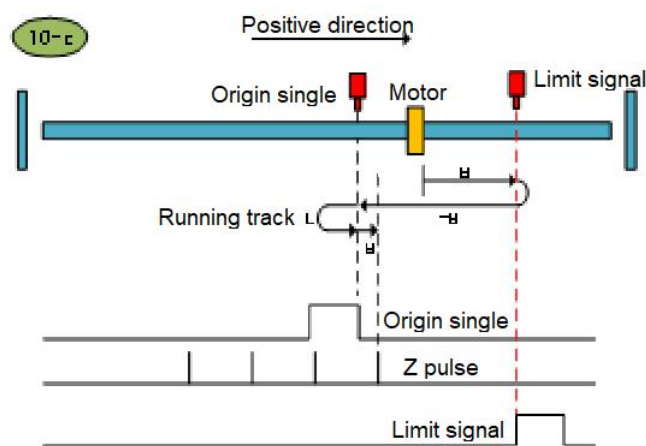 10-c
Positive direction
Limit signal
Origin single
Motor
Running track
Origin single
Z pulse
Limit signal